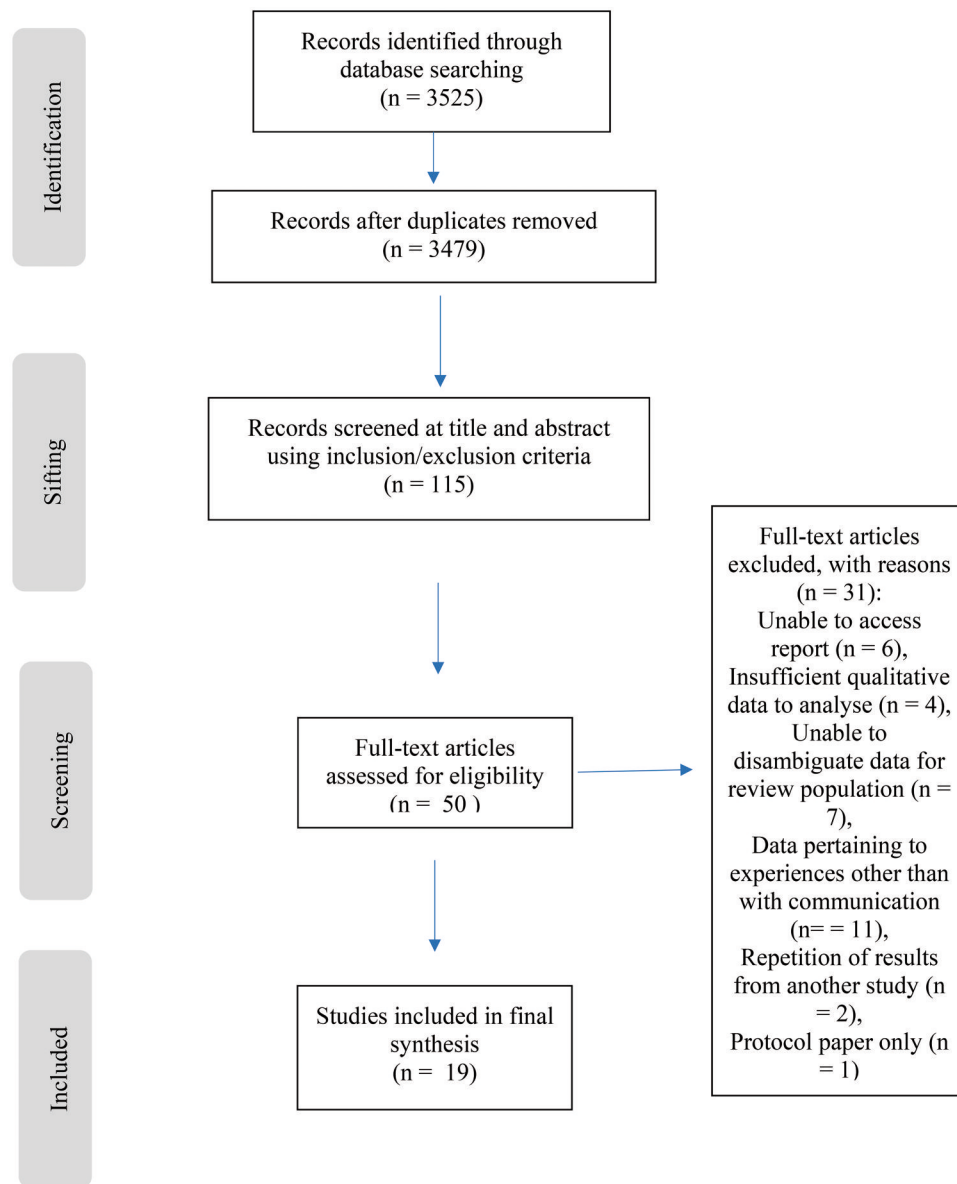 Identification
Records identified through
database searching
(n = 3525)
Records after duplicates removed
(n = 3479)
Sifting
Records screened at title and abstract
using inclusion/exclusion criteria
(n = 115)
Screening
Full-text articles
assessed for eligibility
(n = 50 )
Full-text articles
excluded, with reasons
(n = 31):
Unable to access
report (n = 6),
Insufficient qualitative
data to analyse (n = 4),
Unable to
disambiguate data for
review population (n =
7),
Data pertaining to
experiences other than
with communication
(n= = 11),
Repetition of results
from another study (n
= 2),
Protocol paper only (n
= 1)
Included
Studies included in final
synthesis
(n = 19)